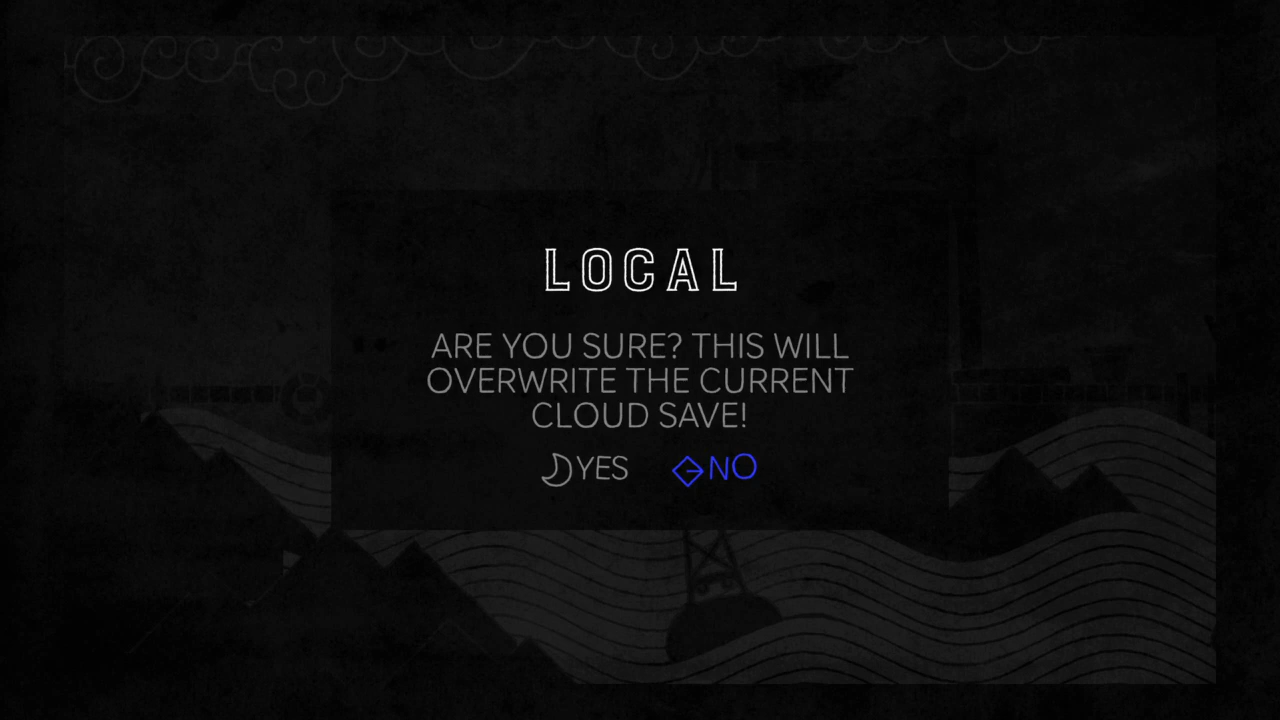 LOCAL
ARE YOU SURE? THIS WILL
OVERWRITE THE CURRENT
CLOUD SAVE!
YES NO